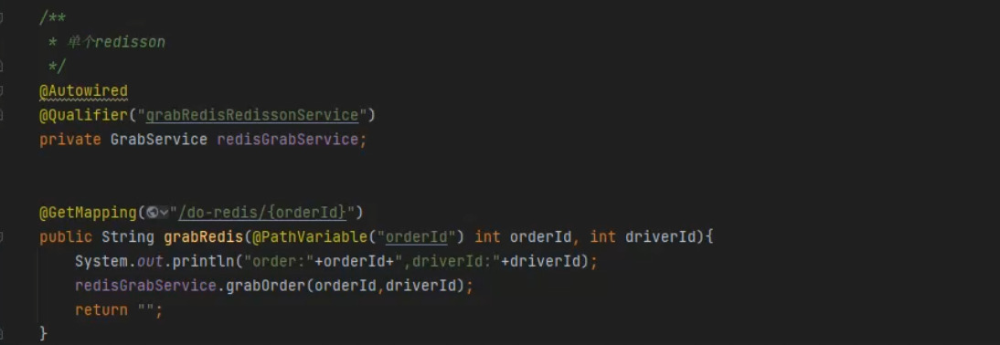 /**
 * 单个redisson
 */
@Autowired
@Qualifier("grabRedisRedissonService")
private GrabService redisGrabService;
@GetMapping("/do-redis/{orderId}")
public String grabRedis(@PathVariable("orderId") int orderId, int driverId){
    System.out.println("order:"+orderId+",driverId:"+driverId);
    redisGrabService.grabOrder(orderId,driverId);
    return "";
}